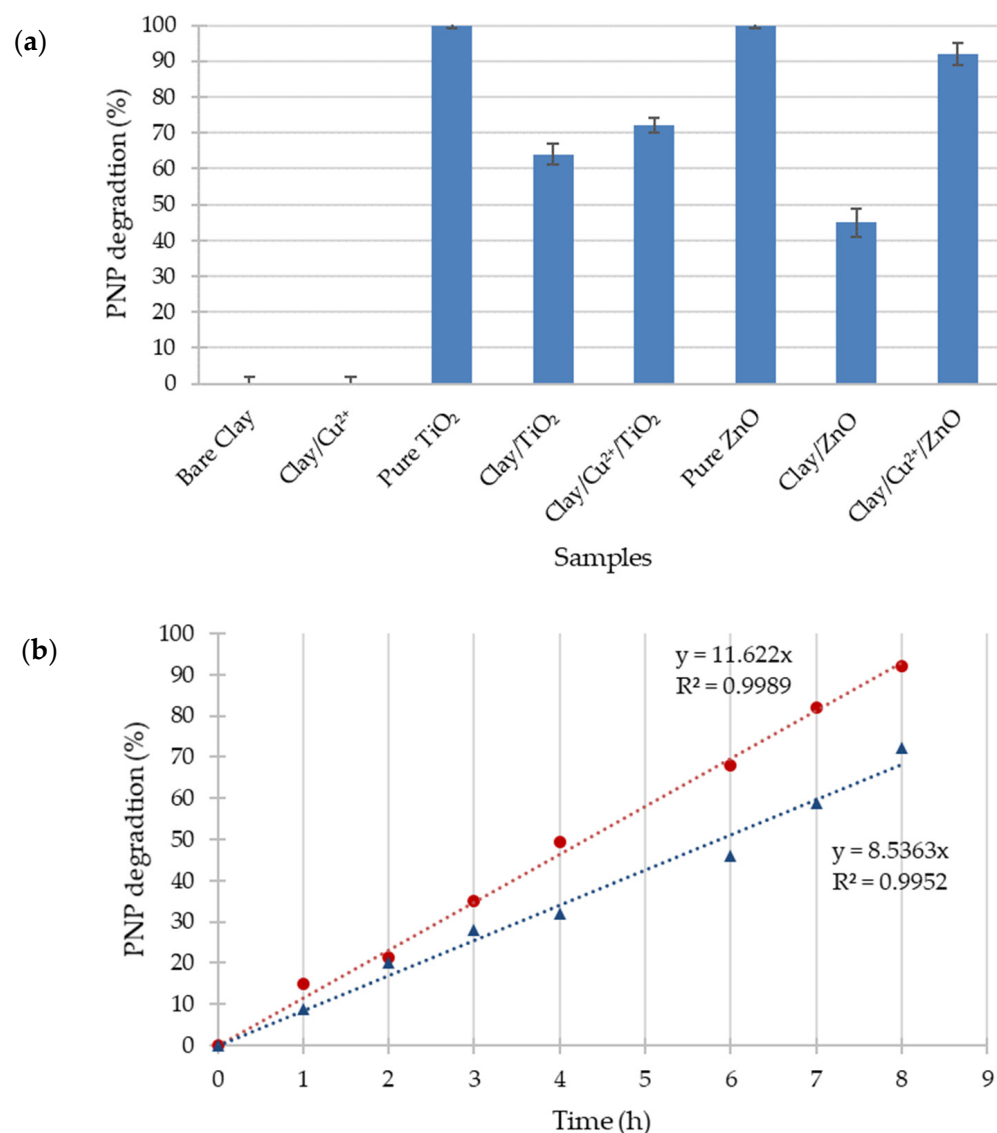 (a)
100
90
80
70
60
50
40
30
20
10
0
PNP degradtion (%)
Bare Clay
Clay/Cu²⁺
Pure TiO₂
Clay/TiO₂
Clay/Cu²⁺/TiO₂
Pure ZnO
Clay/ZnO
Clay/Cu²⁺/ZnO
Samples
(b)
100
90
80
70
60
50
40
30
20
10
0
PNP degradtion (%)
y = 11.622x
R² = 0.9989
y = 8.5363x
R² = 0.9952
0 1 2 3 4 5 6 7 8 9
Time (h)